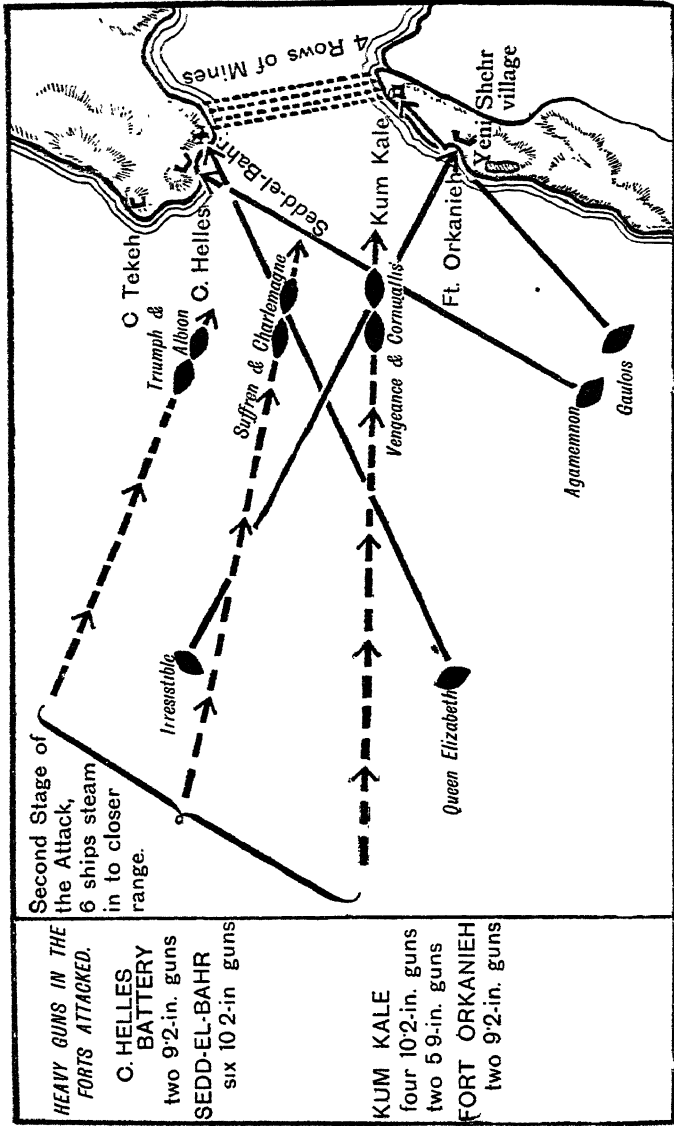 HEAVY GUNS IN THE
FORTS ATTACKED.
C. HELLES
BATTERY
two 9·2-in. guns
SEDD-EL-BAHR
six 10 2-in guns
KUM KALE
four 10·2-in. guns
two 5 9-in. guns
FORT ORKANIEH
two 9·2-in. guns
Second Stage of
the Attack,
6 ships steam
in to closer
range.
Irresistible
Queen Elizabeth
Triumph &
Albion
Suffren & Charlemagne
Vengeance & Cornwallis
Agamemnon
Gaulois
C Tekeh
C. Helles
Sedd-el-Bahr
Kum Kale
Ft. Orkanieh
4 Rows of Mines
Yeni Shehr
village